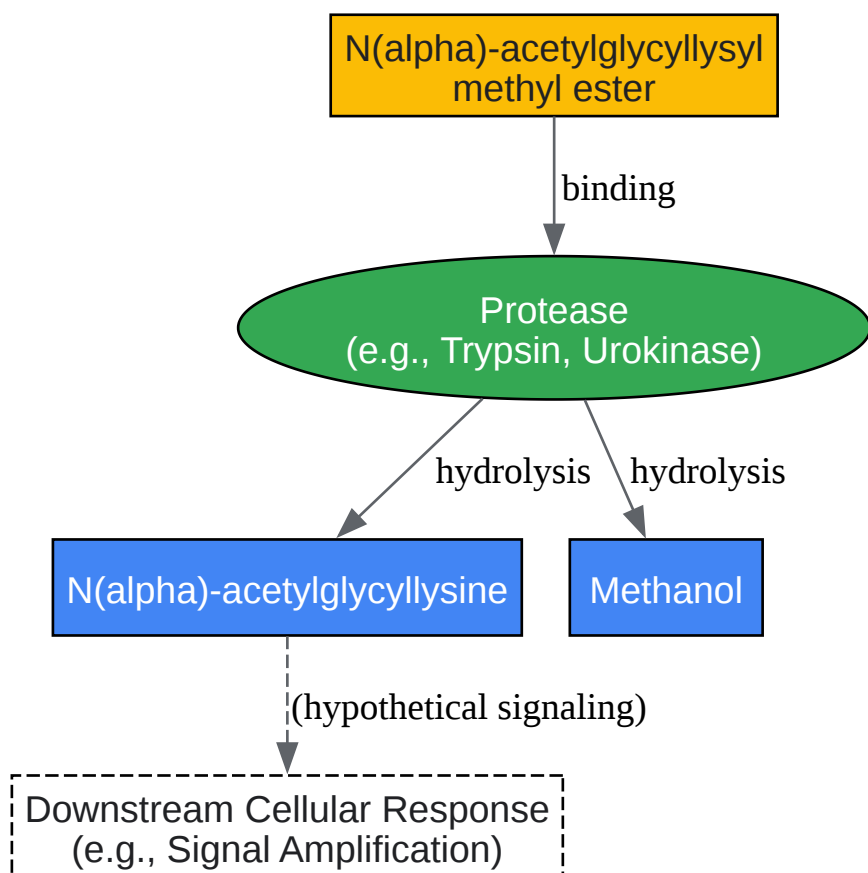 N(alpha)-acetylglycyllysyl
methyl ester
binding
Protease
(e.g., Trypsin, Urokinase)
hydrolysis
hydrolysis
N(alpha)-acetylglycyllysine
Methanol
(hypothetical signaling)
Downstream Cellular Response
(e.g., Signal Amplification)